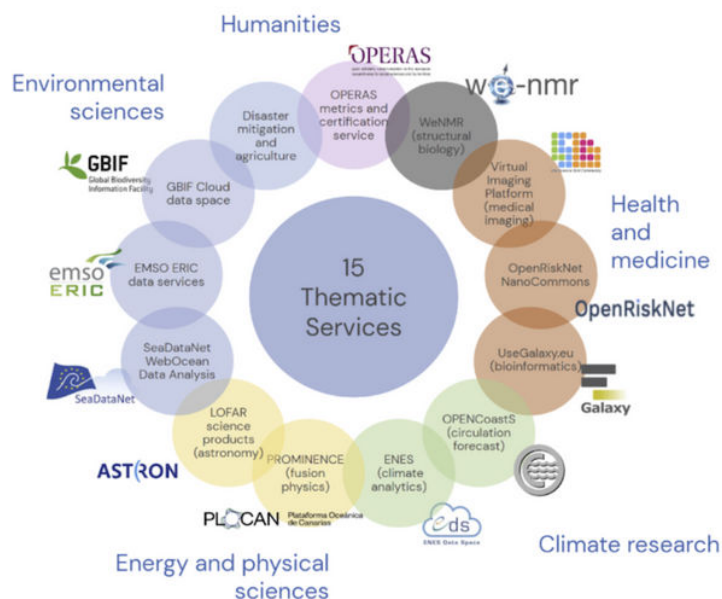 Humanities
OPERAS
Environmental
sciences
we-nmr
OPERAS
metrics and
certification
service
Disaster
mitigation
and
agriculture
WeNMR
(structural
biology)
GBIF
Global Biodiversity
Information Facility
GBIF Cloud
data space
Virtual
Imaging
Platform
(medical
imaging)
Health
and
medicine
emso
ERIC
EMSO ERIC
data services
15
Thematic
Services
OpenRiskNet
NanoCommons
OpenRiskNet
SeaDataNet
SeaDataNet
WebOcean
Data Analysis
UseGalaxy.eu
(bioinformatics)
Galaxy
LOFAR
science
products
(astronomy)
OPENCoastS
(circulation
forecast)
ASTRON
PROMINENCE
(fusion
physics)
ENES
(climate
analytics)
PLOCAN
Plataforma Oceánica
de Canarias
eds
ENES Data Space
Climate research
Energy and physical
sciences